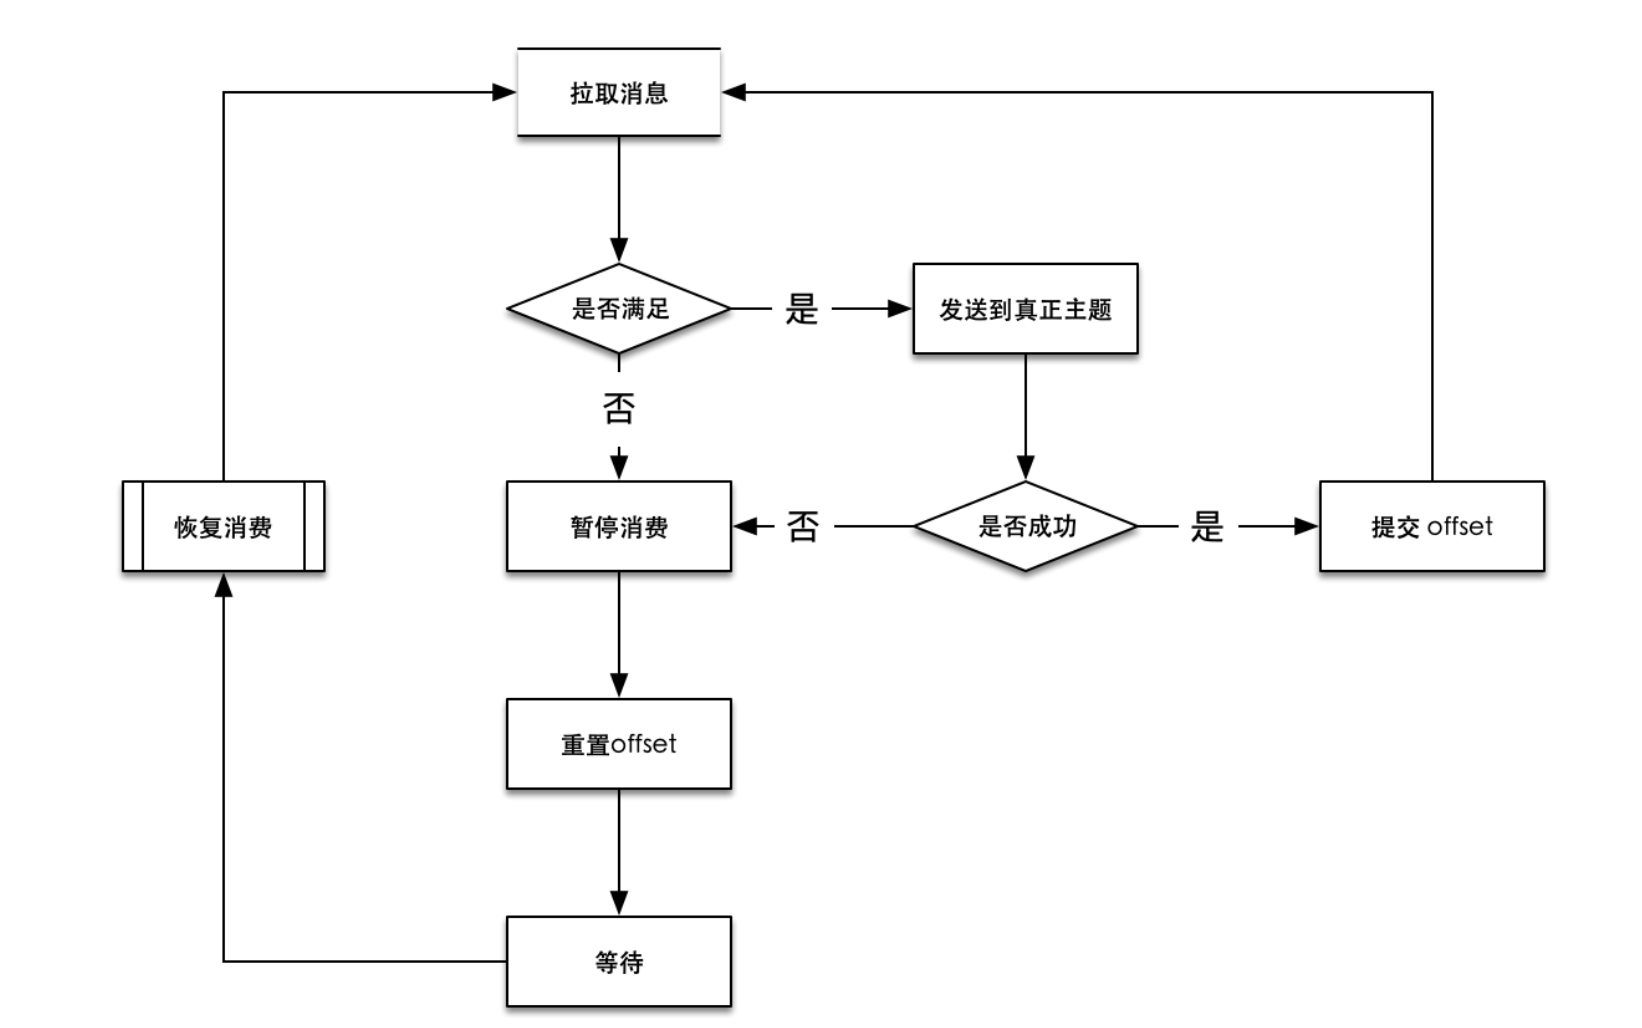 拉取消息
是否满足
是
发送到真正主题
否
恢复消费
暂停消费
否
是否成功
是
提交 offset
重置offset
等待